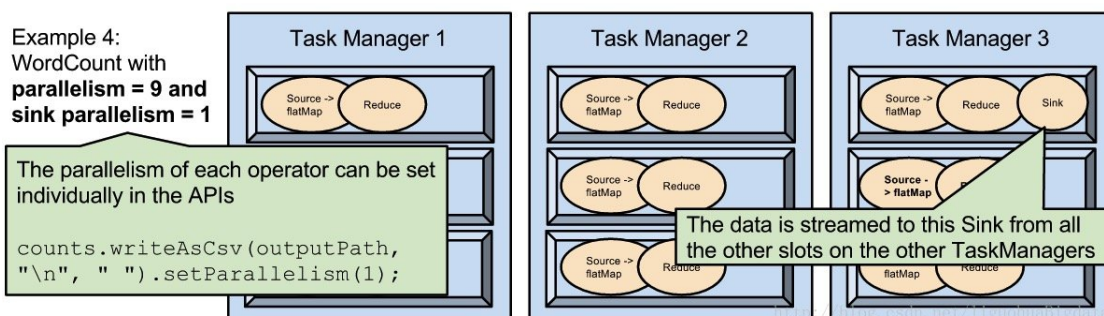 Example 4:
WordCount with
parallelism = 9 and
sink parallelism = 1
The parallelism of each operator can be set
individually in the APIs
counts.writeAsCsv(outputPath,
"\n", " ").setParallelism(1);
Task Manager 1
Source ->
flatMap
Reduce
Task Manager 2
Source ->
flatMap
Reduce
Source ->
flatMap
Reduce
Task Manager 3
Source ->
flatMap
Reduce
Sink
Source -
> flatMap
The data is streamed to this Sink from all
the other slots on the other TaskManagers
flatMap
Reduce